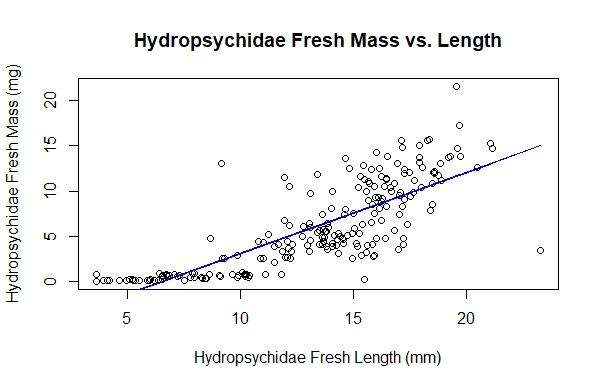 Hydropsychidae Fresh Mass vs. Length
Hydropsychidae Fresh Mass (mg)
20
15
10
5
0
5 10 15 20
Hydropsychidae Fresh Length (mm)